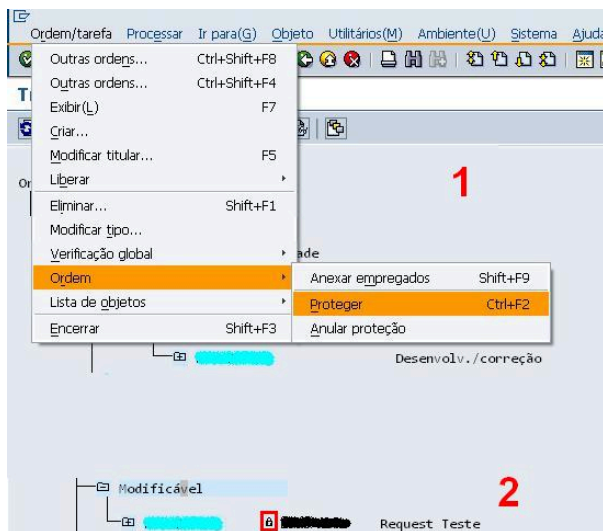 Ordem/tarefa Processar Ir para(G) Objeto Utilitários(M) Ambiente(U) Sistema Ajuda
Outras ordens... Ctrl+Shift+F8
Outras ordens... Ctrl+Shift+F4
Exibir(L) F7
Criar...
Modificar titular... F5
Liberar
Eliminar... Shift+F1
Modificar tipo...
Verificação global
ade
Ordem
Anexar empregados Shift+F9
Lista de objetos
Proteger Ctrl+F2
Encerrar Shift+F3
Anular proteção
Desenvolv./correção
1
Modificável
2
Request Teste